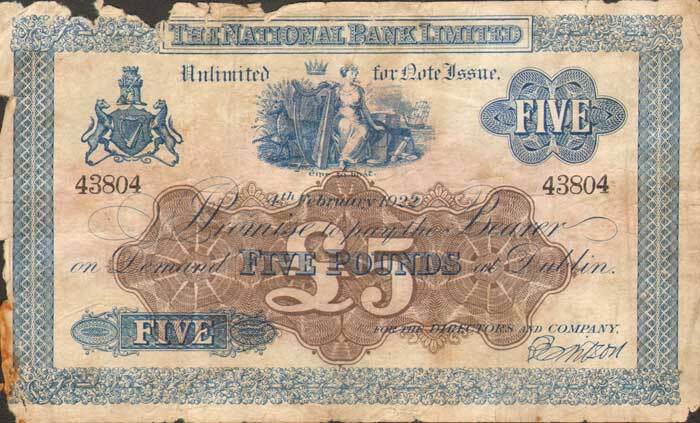 THE NATIONAL BANK LIMITED
Unlimited for Note Issue.
FIVE
43804 43804
4th February 1922
I Promise to pay the Bearer
on Demand FIVE POUNDS at Dublin.
£5
FIVE
FOR THE DIRECTORS AND COMPANY.